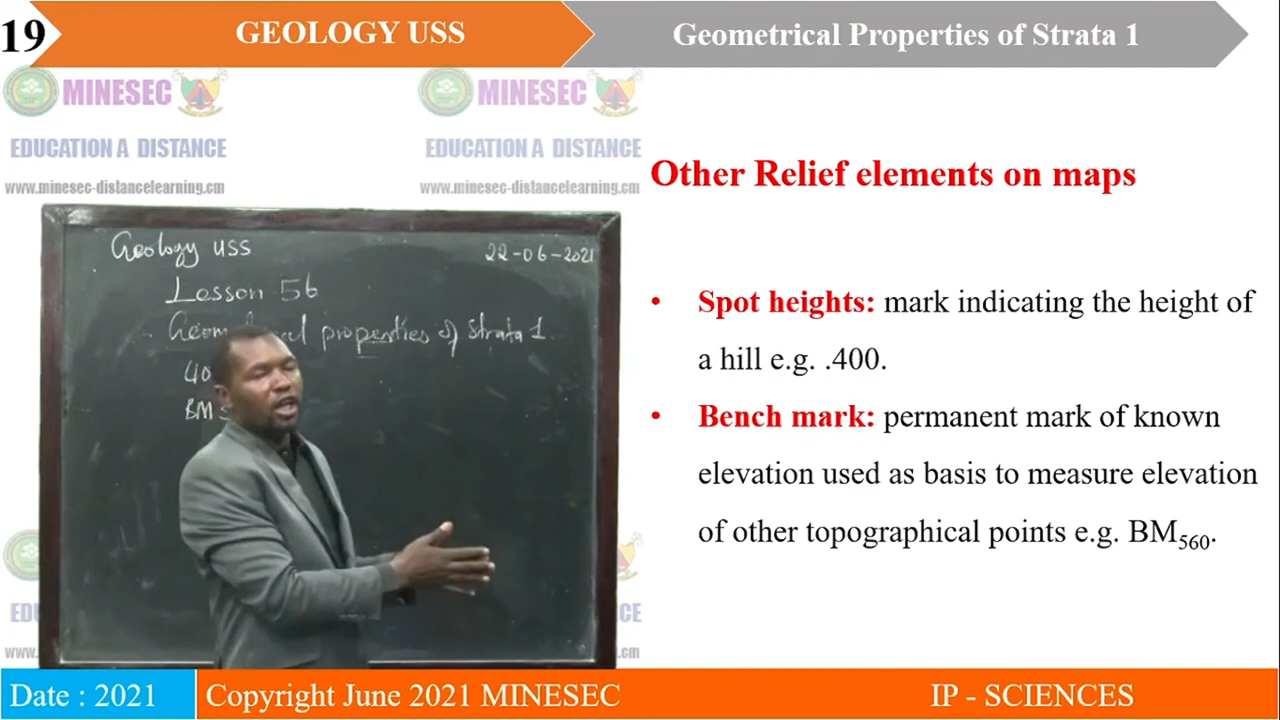 19
GEOLOGY USS
Geometrical Properties of Strata 1
MINESEC
EDUCATION A DISTANCE
www.minesec-distancelearning.cm
MINESEC
EDUCATION A DISTANCE
www.minesec-distancelearning.cm
Geology USS
22-06-2021
Lesson 56
properties of Strata 1
BM
Other Relief elements on maps
• Spot heights: mark indicating the height of
a hill e.g. .400.
• Bench mark: permanent mark of known
elevation used as basis to measure elevation
of other topographical points e.g. BM560.
Date : 2021
Copyright June 2021 MINESEC
IP - SCIENCES